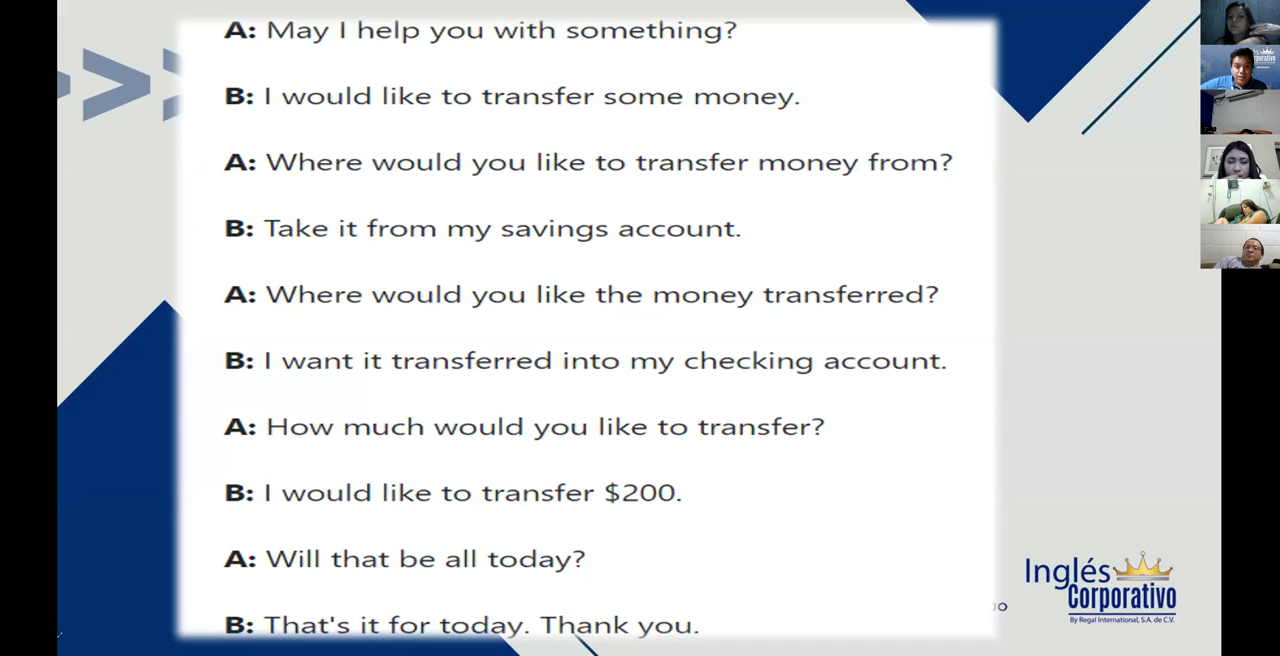 A: May I help you with something?
B: I would like to transfer some money.
A: Where would you like to transfer money from?
B: Take it from my savings account.
A: Where would you like the money transferred?
B: I want it transferred into my checking account.
A: How much would you like to transfer?
B: I would like to transfer $200.
A: Will that be all today?
B: That's it for today. Thank you.
Inglés
Corporativo
By Regal International, S.A. de C.V.